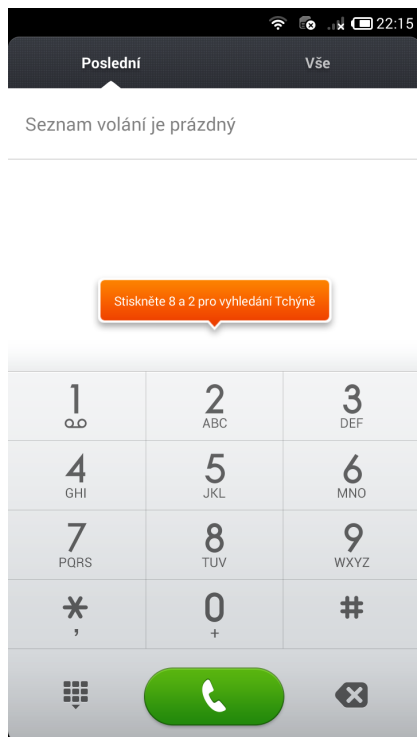 22:15
Poslední Vše
Seznam volání je prázdný
Stiskněte 8 a 2 pro vyhledání Tchýně
1 2 3
ABC DEF
4 5 6
GHI JKL MNO
7 8 9
PQRS TUV WXYZ
* 0 #
, +